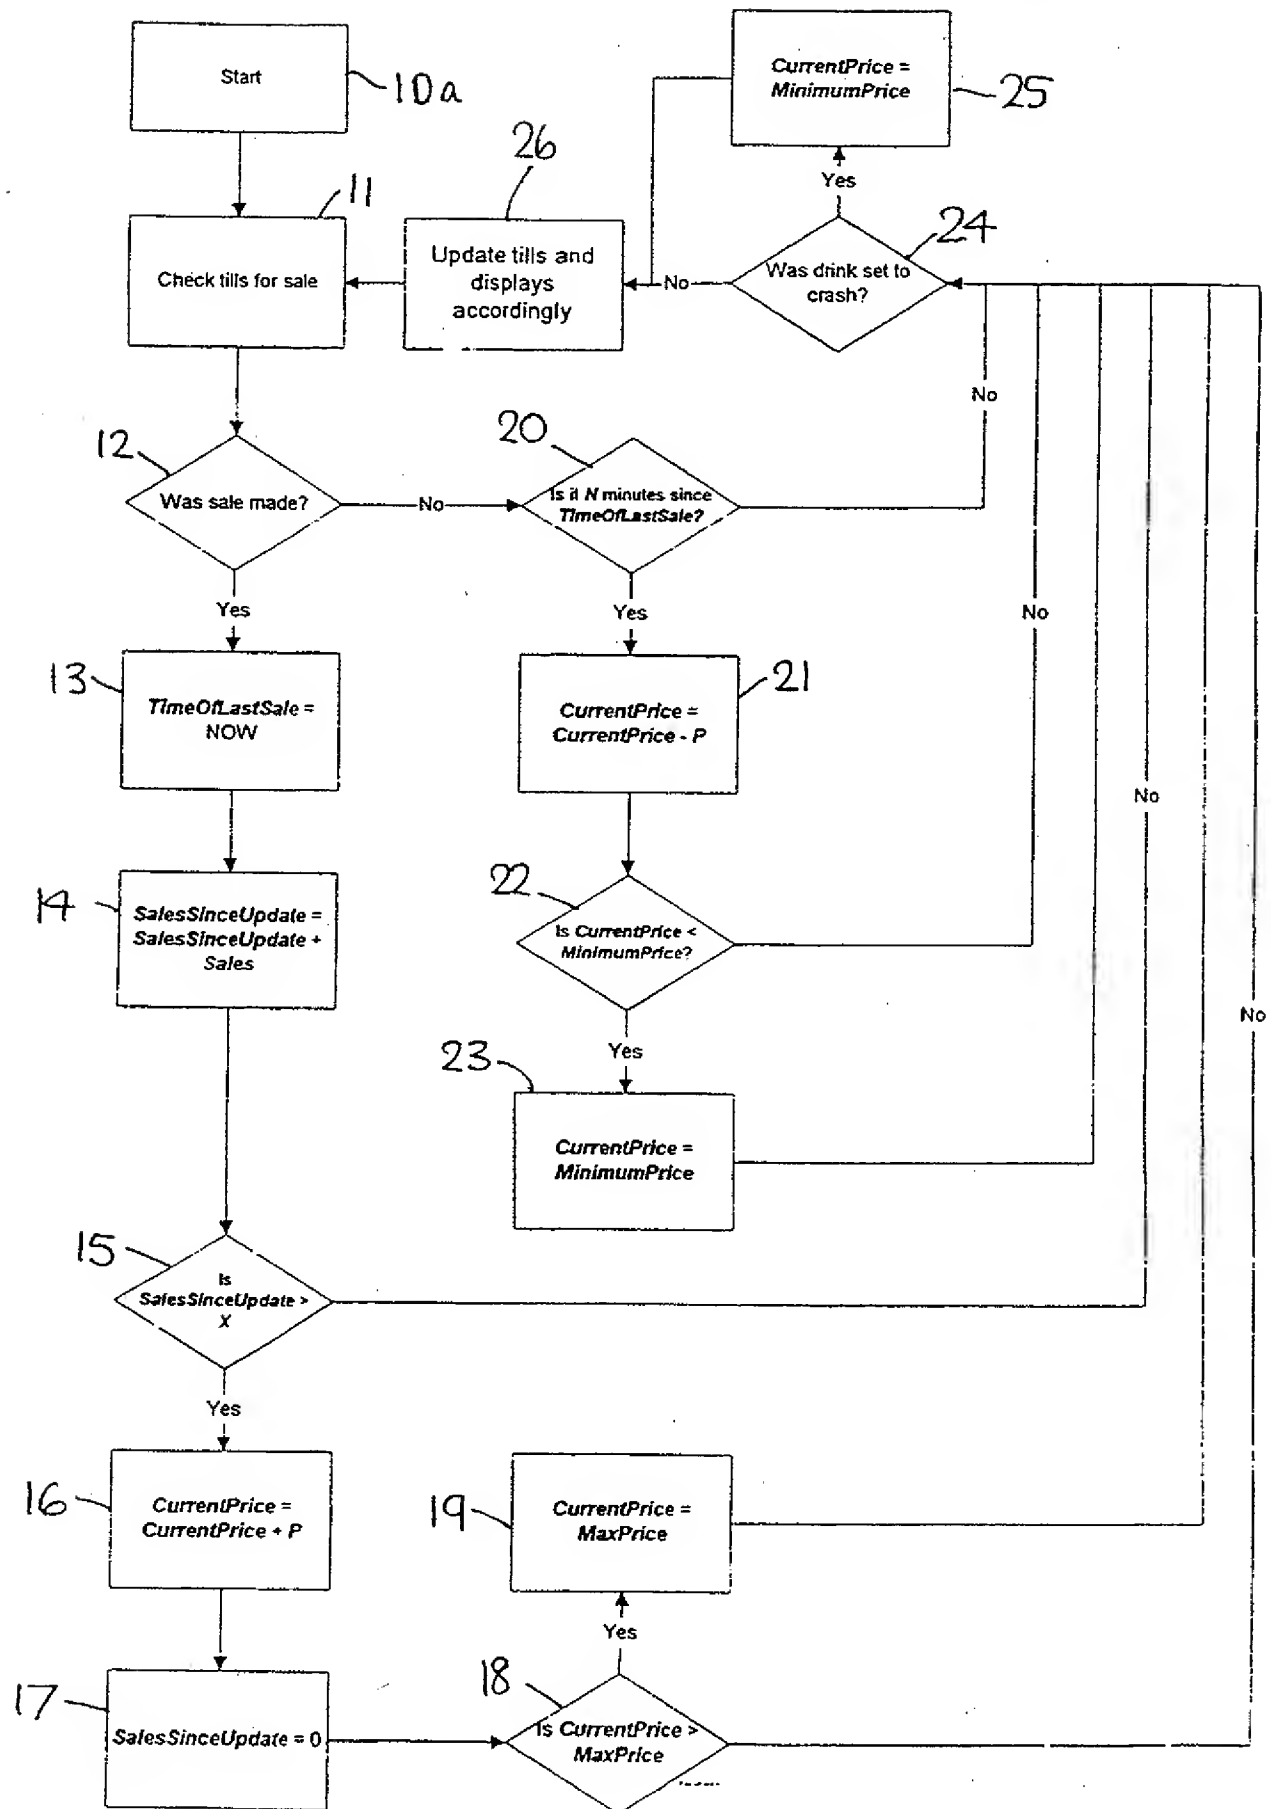 Start
10a
CurrentPrice =
MinimumPrice
25
26
11
Yes
24
Check tills for sale
Update tills and
displays
accordingly
No
Was drink set to
crash?
No
12
Was sale made?
No
20
Is it N minutes since
TimeOfLastSale?
Yes
Yes
No
13
TimeOfLastSale =
NOW
21
CurrentPrice =
CurrentPrice - P
No
14
SalesSinceUpdate =
SalesSinceUpdate +
Sales
22
Is CurrentPrice <
MinimumPrice?
No
Yes
23
CurrentPrice =
MinimumPrice
15
Is
SalesSinceUpdate >
X
Yes
16
CurrentPrice =
CurrentPrice + P
19
CurrentPrice =
MaxPrice
Yes
17
SalesSinceUpdate = 0
18
Is CurrentPrice >
MaxPrice